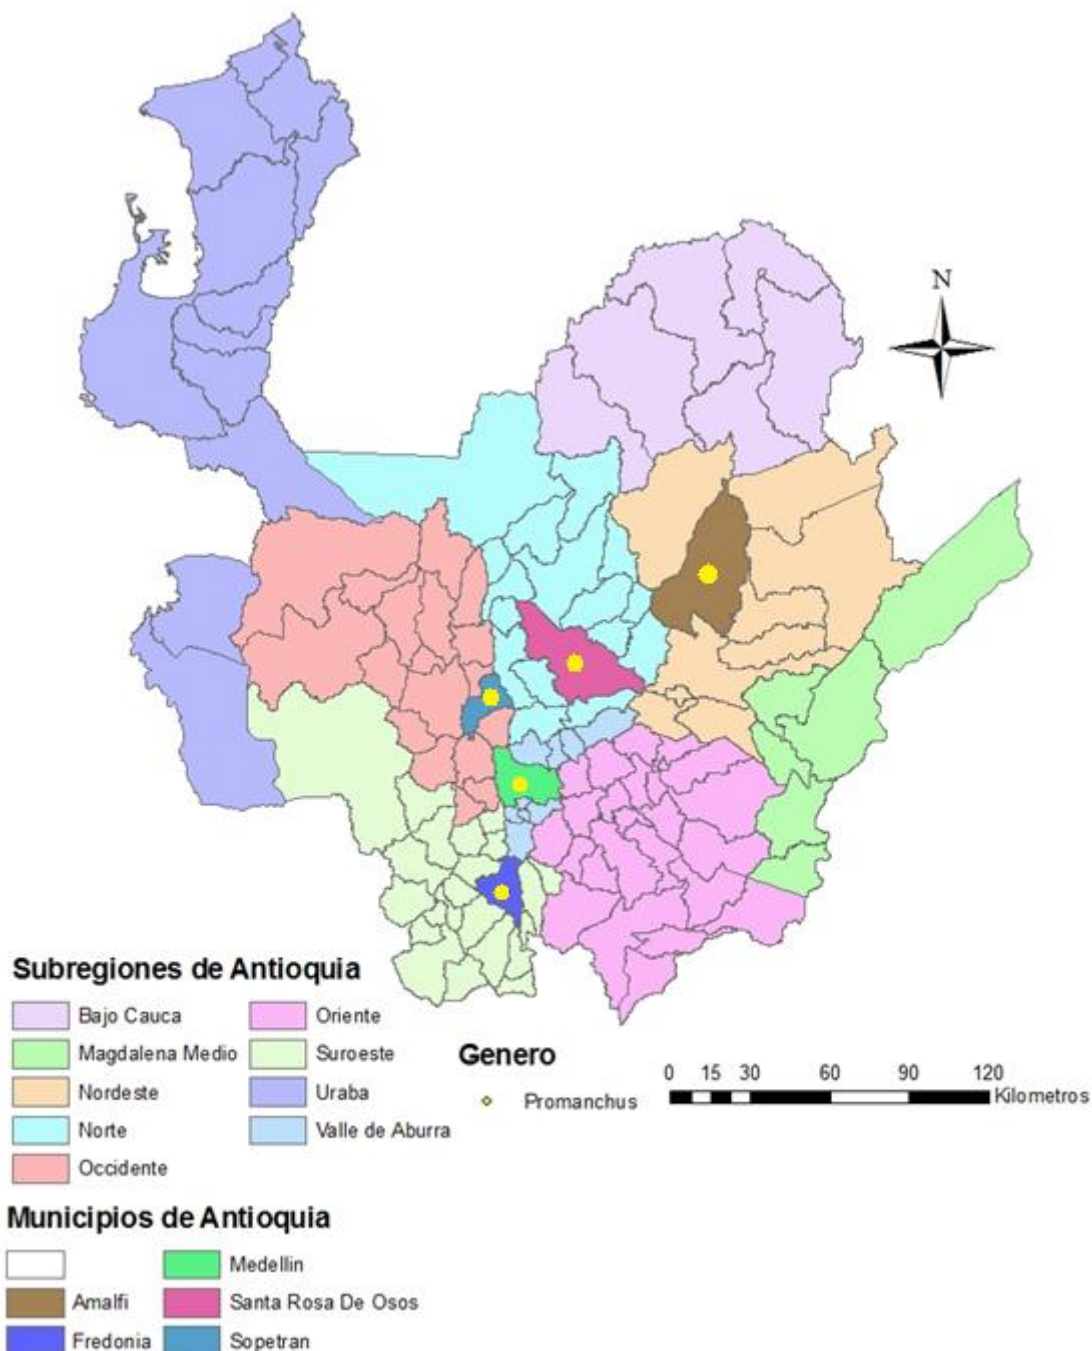 N
Subregiones de Antioquia
Bajo Cauca
Oriente
Magdalena Medio
Suroeste
Nordeste
Uraba
Norte
Valle de Aburra
Occidente
Genero
Promanchus
0 15 30 60 90 120
Kilometros
Municipios de Antioquia
Medellin
Amalfi
Santa Rosa De Osos
Fredonia
Sopetran